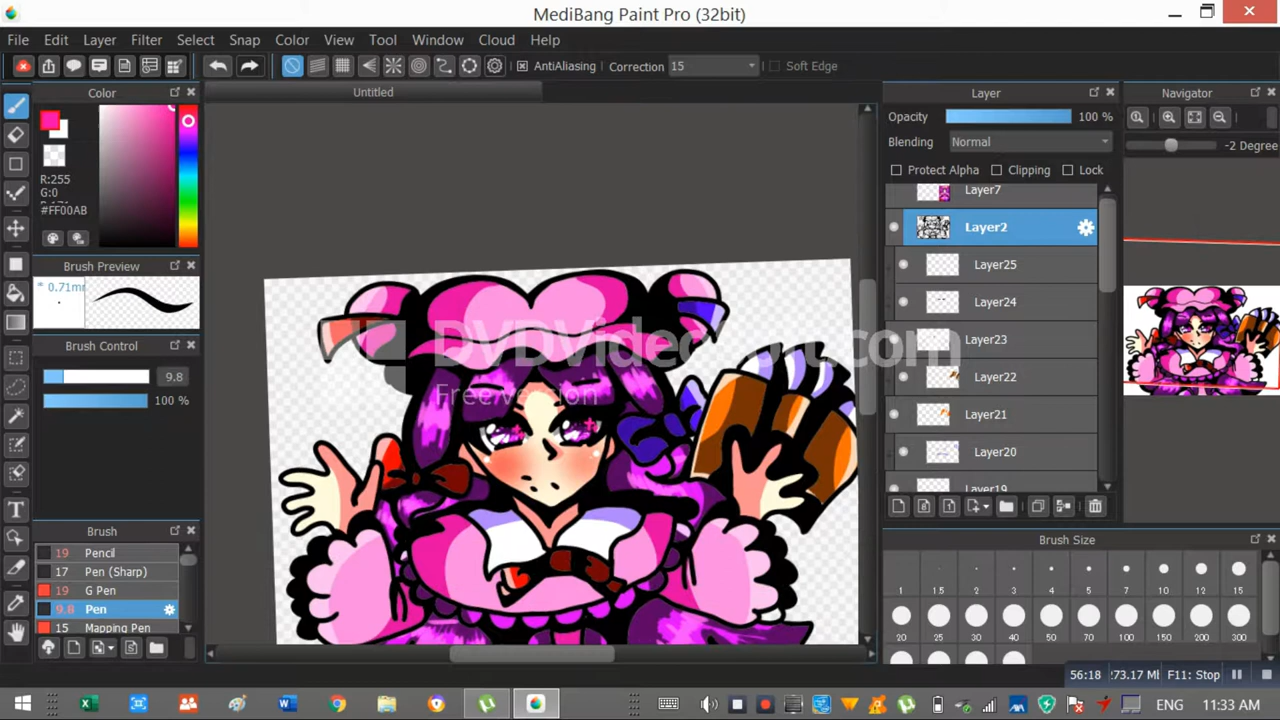 MediBang Paint Pro (32bit)
File Edit Layer Filter Select Snap Color View Tool Window Cloud Help
AntiAliasing Correction 15 Soft Edge
Color
Untitled
Layer
Navigator
Opacity 100 %
Blending Normal
-2 Degree
Protect Alpha Clipping Lock
R:255
G:0
#FF00AB
Layer7
Layer2
Layer25
Layer24
Layer23
Layer22
Layer21
Layer20
Layer19
Brush Preview
* 0.71m
Brush Control
9.8
100 %
Free version
Brush
19 Pencil
17 Pen (Sharp)
19 G Pen
9.8 Pen
15 Mapping Pen
Brush Size
1 1.5 2 3 4 5 7 10 12 15
20 25 30 40 50 70 100 150 200 300
56:18 273.17 Mi F11: Stop
ENG 11:33 AM